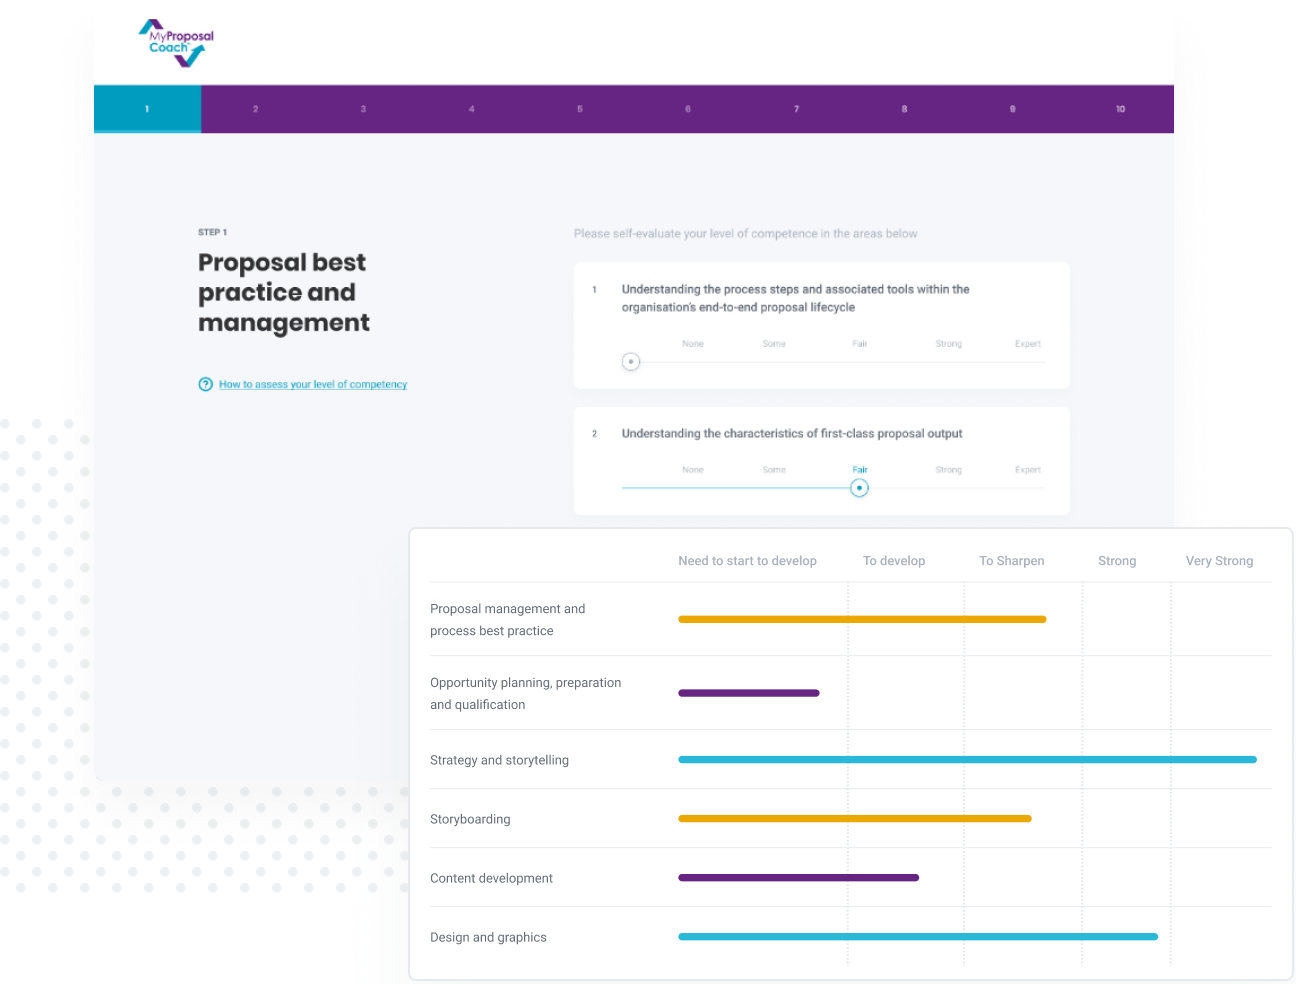 MyProposal
Coach™
1 2 3 4 5 6 7 8 9 10
STEP 1
Proposal best
practice and
management
How to assess your level of competency
Please self-evaluate your level of competence in the areas below
1 Understanding the process steps and associated tools within the
organisation's end-to-end proposal lifecycle
None Some Fair Strong Expert
2 Understanding the characteristics of first-class proposal output
None Some Fair Strong Expert
Need to start to develop To develop To Sharpen Strong Very Strong
Proposal management and
process best practice
Opportunity planning, preparation
and qualification
Strategy and storytelling
Storyboarding
Content development
Design and graphics